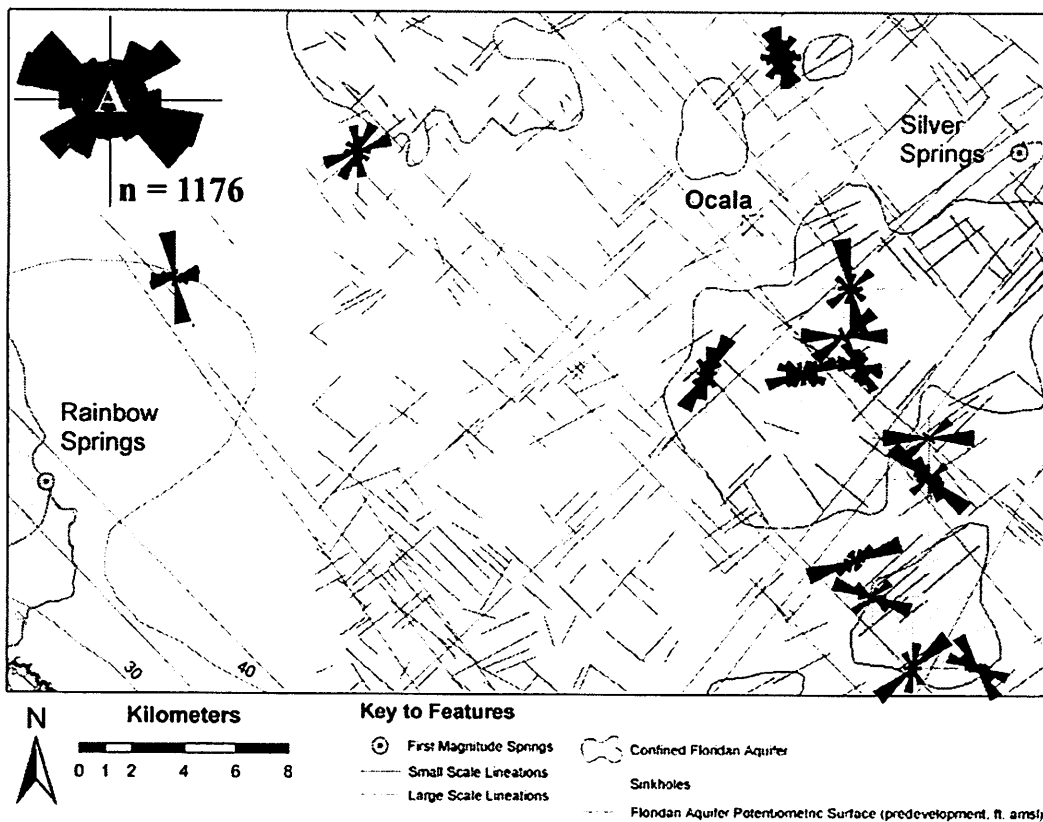 A
n = 1176
Silver
Springs
Ocala
Rainbow
Springs
30
40
N
Kilometers
0 1 2 4 6 8
Key to Features
First Magnitude Springs
Small Scale Lineations
Large Scale Lineations
Confined Floridan Aquifer
Sinkholes
Floridan Aquifer Potentiometric Surface (predevelopment, ft. amsl)